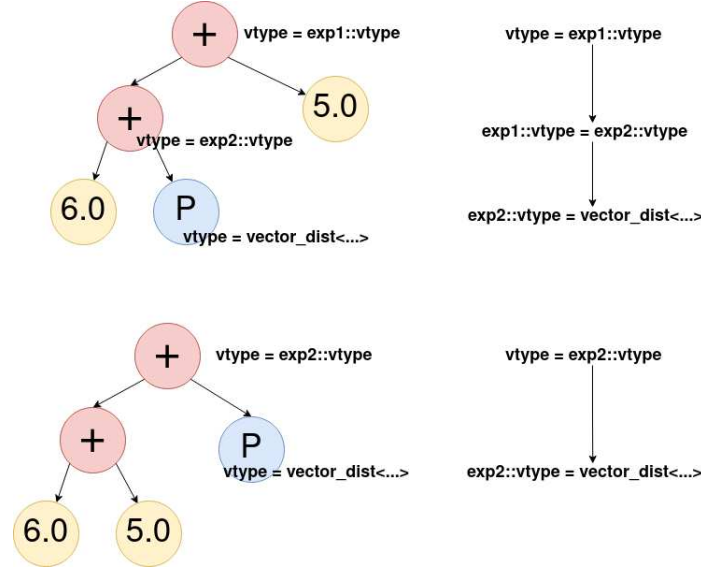 +
vtype = exp1::vtype
vtype = exp1::vtype
5.0
+
vtype = exp2::vtype
exp1::vtype = exp2::vtype
6.0
P
vtype = vector_dist<...>
exp2::vtype = vector_dist<...>
+
vtype = exp2::vtype
vtype = exp2::vtype
+
P
vtype = vector_dist<...>
exp2::vtype = vector_dist<...>
6.0
5.0